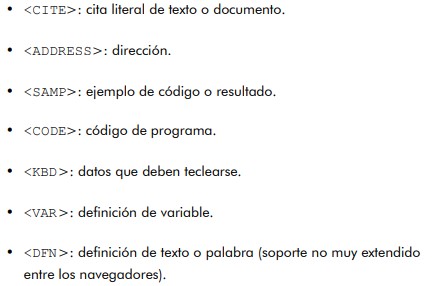 • <CITE>: cita literal de texto o documento.
• <ADDRESS>: dirección.
• <SAMP>: ejemplo de código o resultado.
• <CODE>: código de programa.
• <KBD>: datos que deben teclearse.
• <VAR>: definición de variable.
• <DFN>: definición de texto o palabra (soporte no muy extendido
entre los navegadores).